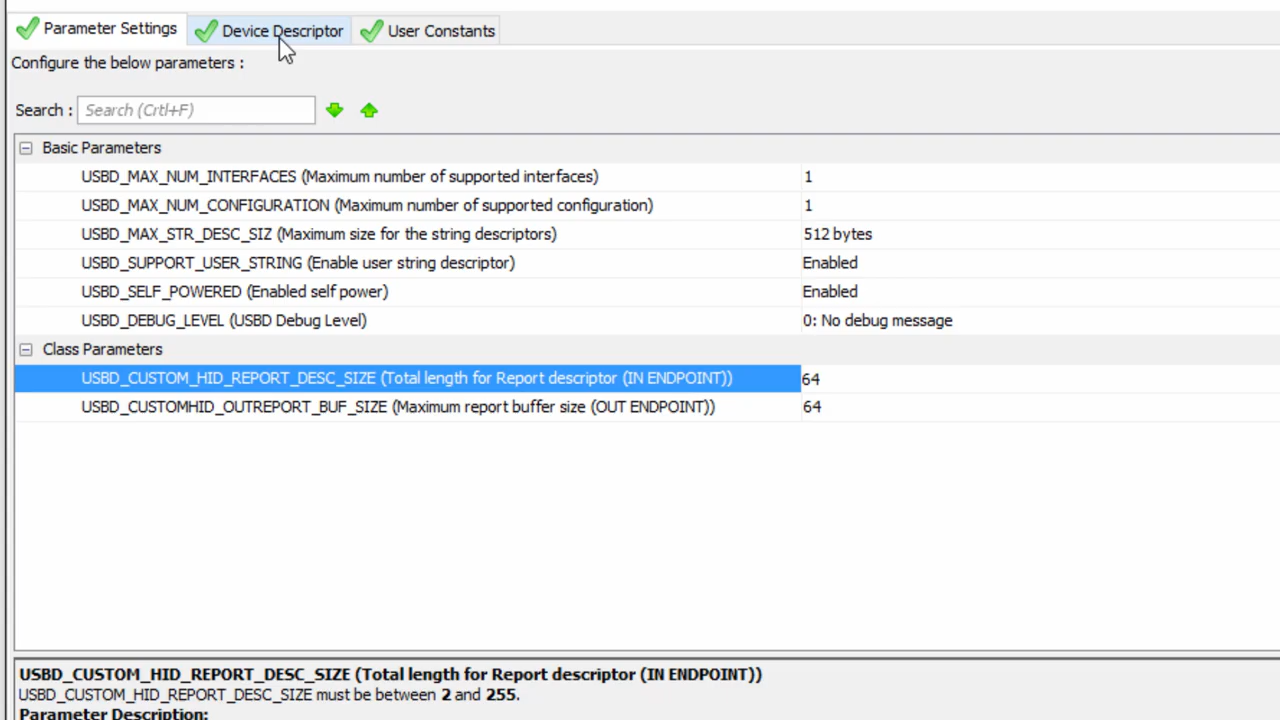 Parameter Settings Device Descriptor User Constants
Configure the below parameters :
Search : Search (Crtl+F)
Basic Parameters
USBD_MAX_NUM_INTERFACES (Maximum number of supported interfaces) 1
USBD_MAX_NUM_CONFIGURATION (Maximum number of supported configuration) 1
USBD_MAX_STR_DESC_SIZ (Maximum size for the string descriptors) 512 bytes
USBD_SUPPORT_USER_STRING (Enable user string descriptor) Enabled
USBD_SELF_POWERED (Enabled self power) Enabled
USBD_DEBUG_LEVEL (USBD Debug Level) 0: No debug message
Class Parameters
USBD_CUSTOM_HID_REPORT_DESC_SIZE (Total length for Report descriptor (IN ENDPOINT)) 64
USBD_CUSTOMHID_OUTREPORT_BUF_SIZE (Maximum report buffer size (OUT ENDPOINT)) 64
USBD_CUSTOM_HID_REPORT_DESC_SIZE (Total length for Report descriptor (IN ENDPOINT))
USBD_CUSTOM_HID_REPORT_DESC_SIZE must be between 2 and 255.
Parameter Description: